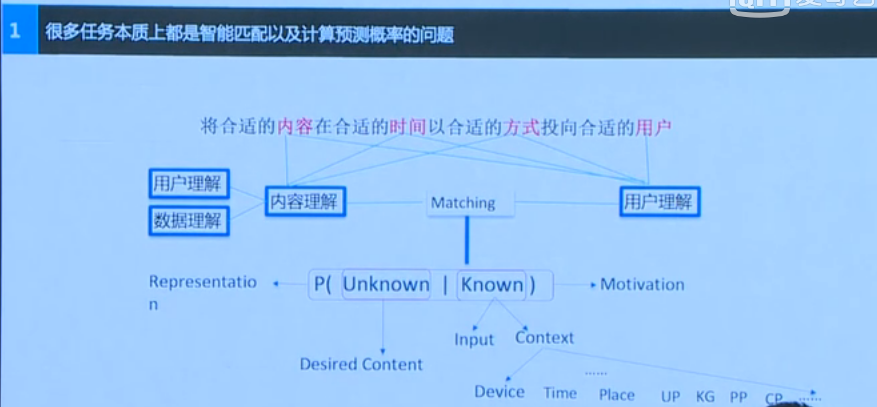 1
很多任务本质上都是智能匹配以及计算预测概率的问题
将合适的内容在合适的时间以合适的方式投向合适的用户
用户理解
数据理解
内容理解
Matching
用户理解
Representatio
n
P( Unknown | Known )
Motivation
Input
Context
Desired Content
......
Device Time Place UP KG PP CP ......